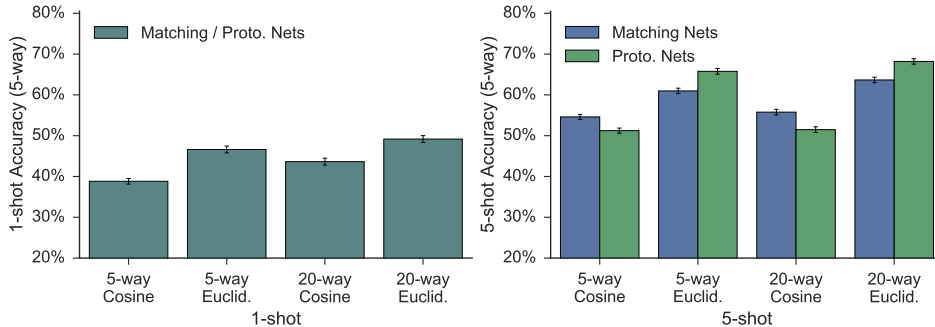 80%
70%
60%
50%
40%
30%
20%
1-shot Accuracy (5-way)
Matching / Proto. Nets
5-way
Cosine
5-way
Euclid.
20-way
Cosine
20-way
Euclid.
1-shot
80%
70%
60%
50%
40%
30%
20%
5-shot Accuracy (5-way)
Matching Nets
Proto. Nets
5-way
Cosine
5-way
Euclid.
20-way
Cosine
20-way
Euclid.
5-shot